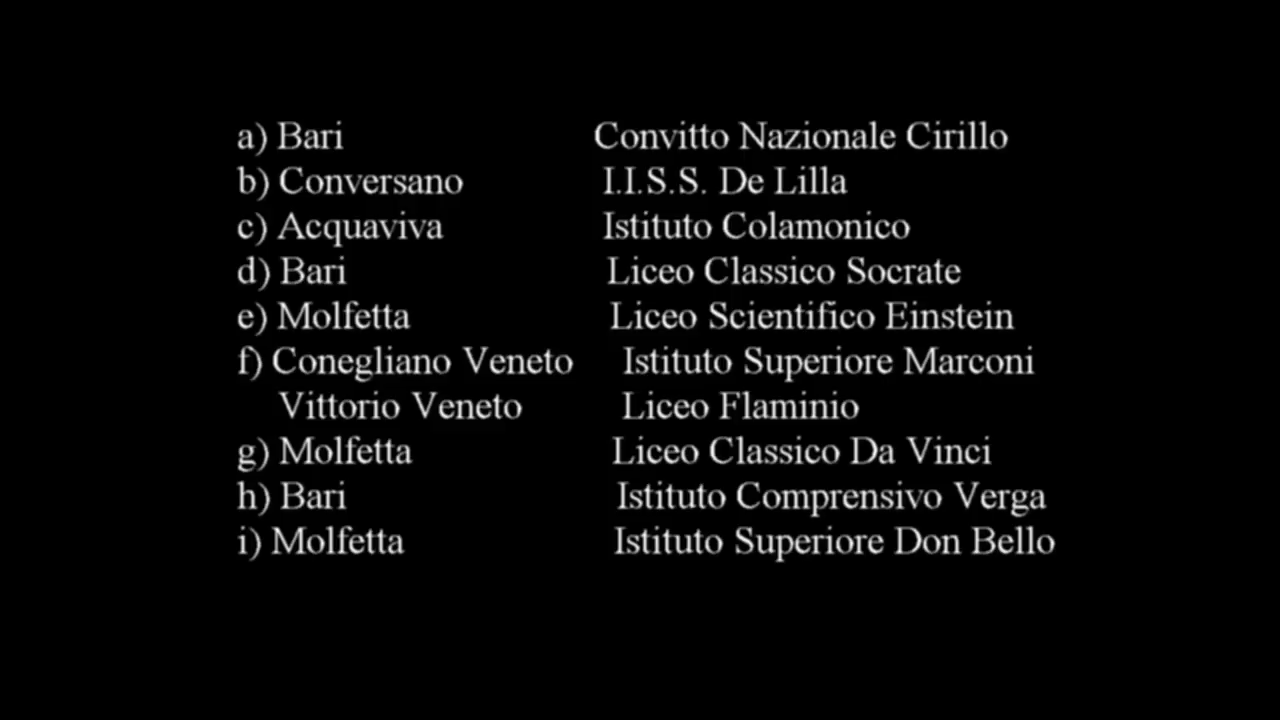 a) Bari Convitto Nazionale Cirillo
b) Conversano I.I.S.S. De Lilla
c) Acquaviva Istituto Colamonico
d) Bari Liceo Classico Socrate
e) Molfetta Liceo Scientifico Einstein
f) Conegliano Veneto Istituto Superiore Marconi
Vittorio Veneto Liceo Flaminio
g) Molfetta Liceo Classico Da Vinci
h) Bari Istituto Comprensivo Verga
i) Molfetta Istituto Superiore Don Bello